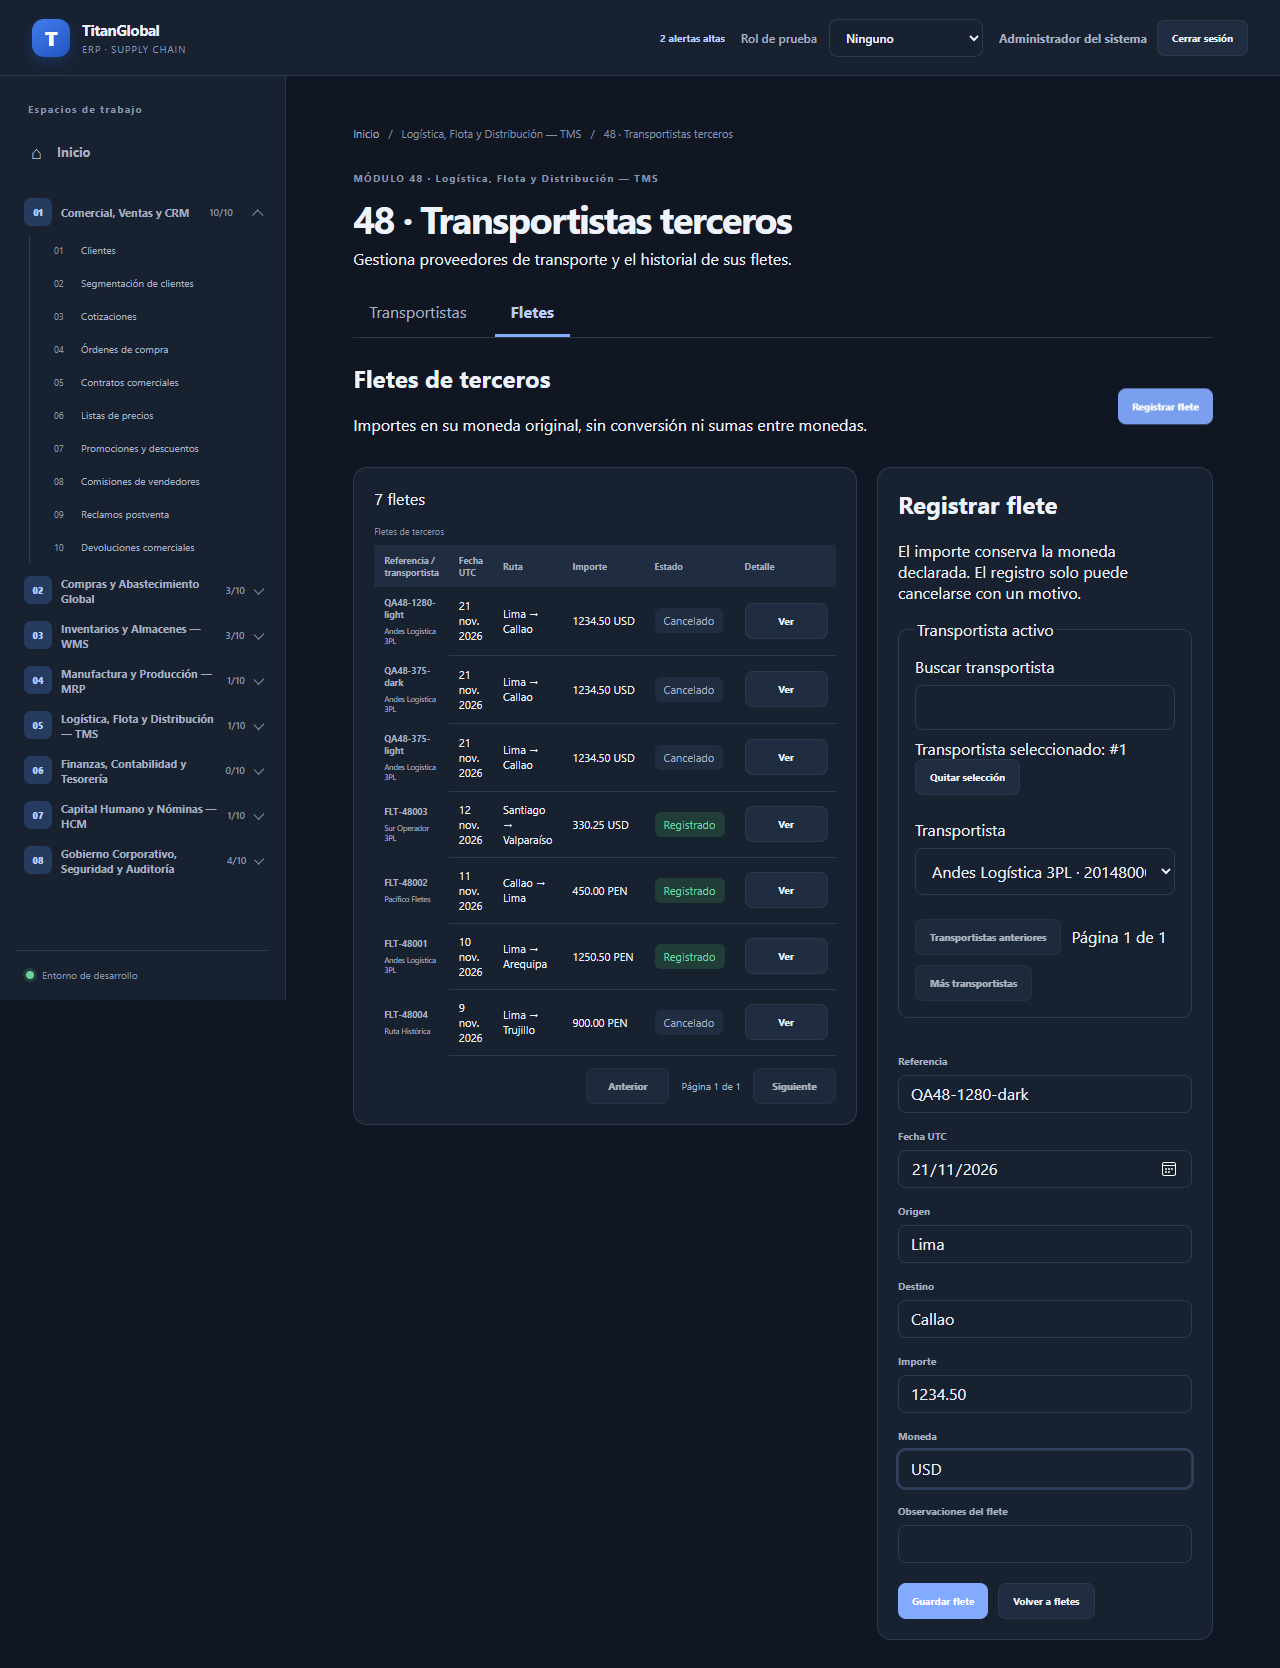 T
TitanGlobal
ERP · SUPPLY CHAIN
2 alertas altas
Rol de prueba
Ninguno
Administrador del sistema
Cerrar sesión
Espacios de trabajo
Inicio
01 Comercial, Ventas y CRM 10/10
01 Clientes
02 Segmentación de clientes
03 Cotizaciones
04 Órdenes de compra
05 Contratos comerciales
06 Listas de precios
07 Promociones y descuentos
08 Comisiones de vendedores
09 Reclamos postventa
10 Devoluciones comerciales
02 Compras y Abastecimiento
Global
3/10
03 Inventarios y Almacenes —
WMS
3/10
04 Manufactura y Producción —
MRP
1/10
05 Logística, Flota y Distribución
— TMS
1/10
06 Finanzas, Contabilidad y
Tesorería
0/10
07 Capital Humano y Nóminas —
HCM
1/10
08 Gobierno Corporativo,
Seguridad y Auditoría
4/10
Entorno de desarrollo
Inicio / Logística, Flota y Distribución — TMS / 48 · Transportistas terceros
MÓDULO 48 · Logística, Flota y Distribución — TMS
48 · Transportistas terceros
Gestiona proveedores de transporte y el historial de sus fletes.
Transportistas
Fletes
Fletes de terceros
Importes en su moneda original, sin conversión ni sumas entre monedas.
Registrar flete
7 fletes
Fletes de terceros
Referencia /
transportista
Fecha
UTC
Ruta
Importe
Estado
Detalle
QA48-1280-
light
Andes Logística
3PL
21
nov.
2026
Lima →
Callao
1234.50 USD
Cancelado
Ver
QA48-375-
dark
Andes Logística
3PL
21
nov.
2026
Lima →
Callao
1234.50 USD
Cancelado
Ver
QA48-375-
light
Andes Logística
3PL
21
nov.
2026
Lima →
Callao
1234.50 USD
Cancelado
Ver
FLT-48003
Sur Operador
3PL
12
nov.
2026
Santiago
→
Valparaíso
330.25 USD
Registrado
Ver
FLT-48002
Pacífico Fletes
11
nov.
2026
Callao →
Lima
450.00 PEN
Registrado
Ver
FLT-48001
Andes Logística
3PL
10
nov.
2026
Lima →
Arequipa
1250.50 PEN
Registrado
Ver
FLT-48004
Ruta Histórica
9
nov.
2026
Lima →
Trujillo
900.00 PEN
Cancelado
Ver
Anterior
Página 1 de 1
Siguiente
Registrar flete
El importe conserva la moneda
declarada. El registro solo puede
cancelarse con un motivo.
Transportista activo
Buscar transportista
Transportista seleccionado: #1
Quitar selección
Transportista
Andes Logística 3PL · 2014800
Transportistas anteriores
Página 1 de 1
Más transportistas
Referencia
QA48-1280-dark
Fecha UTC
21/11/2026
Origen
Lima
Destino
Callao
Importe
1234.50
Moneda
USD
Observaciones del flete
Guardar flete
Volver a fletes